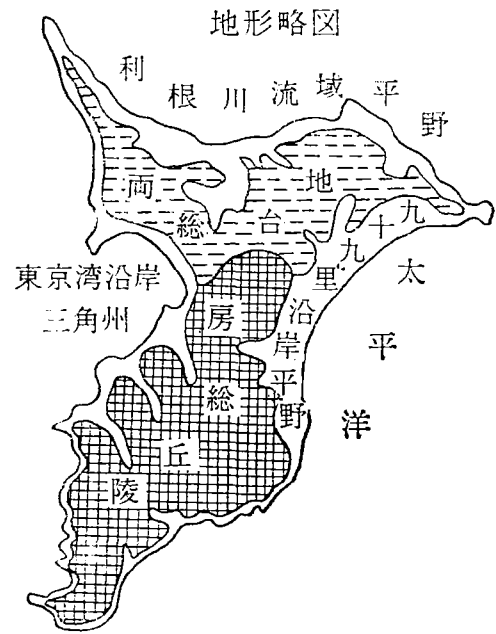 地形略図
利根川流域平野
両総台地
九十九里沿岸平野
東京湾沿岸
三角州
房総丘陵
太平洋